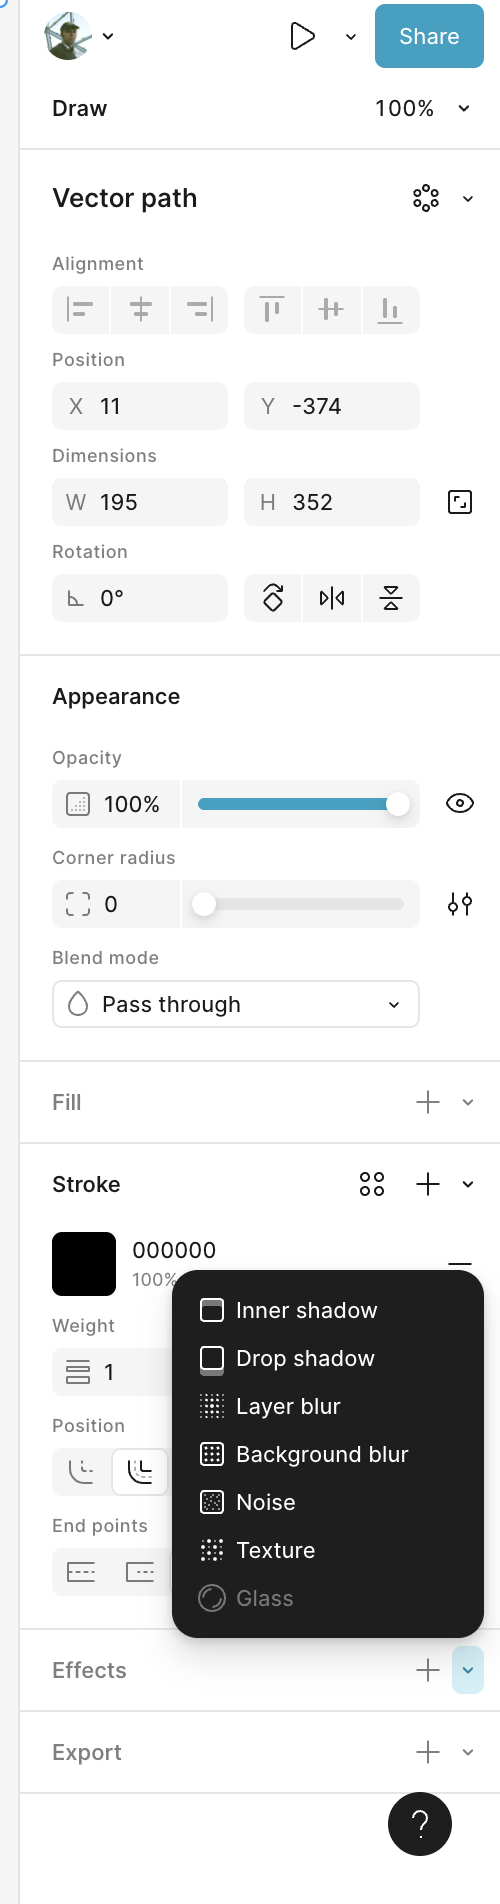 Share
Draw
100%
Vector path
Alignment
Position
X 11
Y -374
Dimensions
W 195
H 352
Rotation
0°
Appearance
Opacity
100%
Corner radius
0
Blend mode
Pass through
Fill
Stroke
000000
100%
Weight
1
Position
End points
Inner shadow
Drop shadow
Layer blur
Background blur
Noise
Texture
Glass
Effects
Export
?